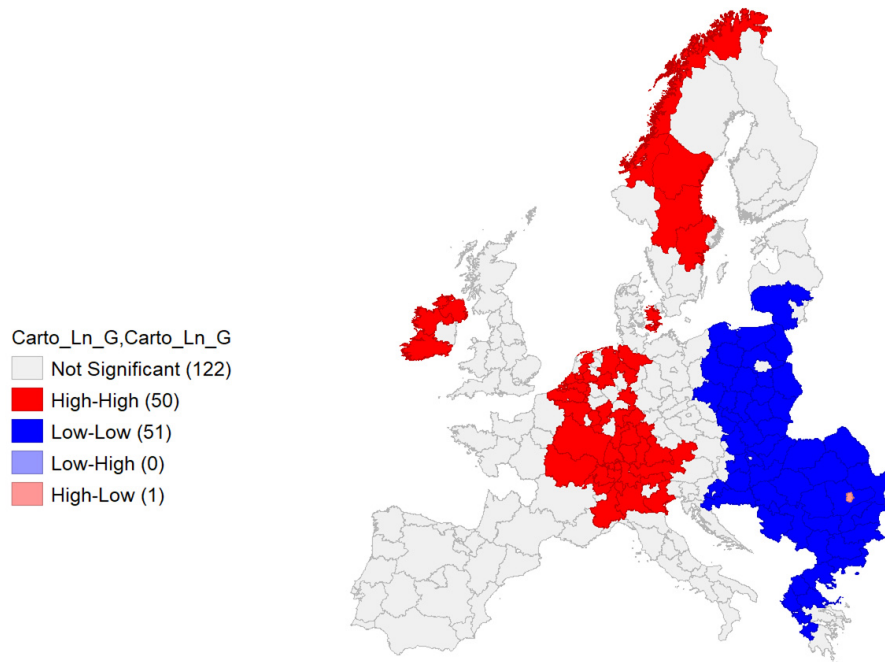 Carto_Ln_G,Carto_Ln_G
Not Significant (122)
High-High (50)
Low-Low (51)
Low-High (0)
High-Low (1)